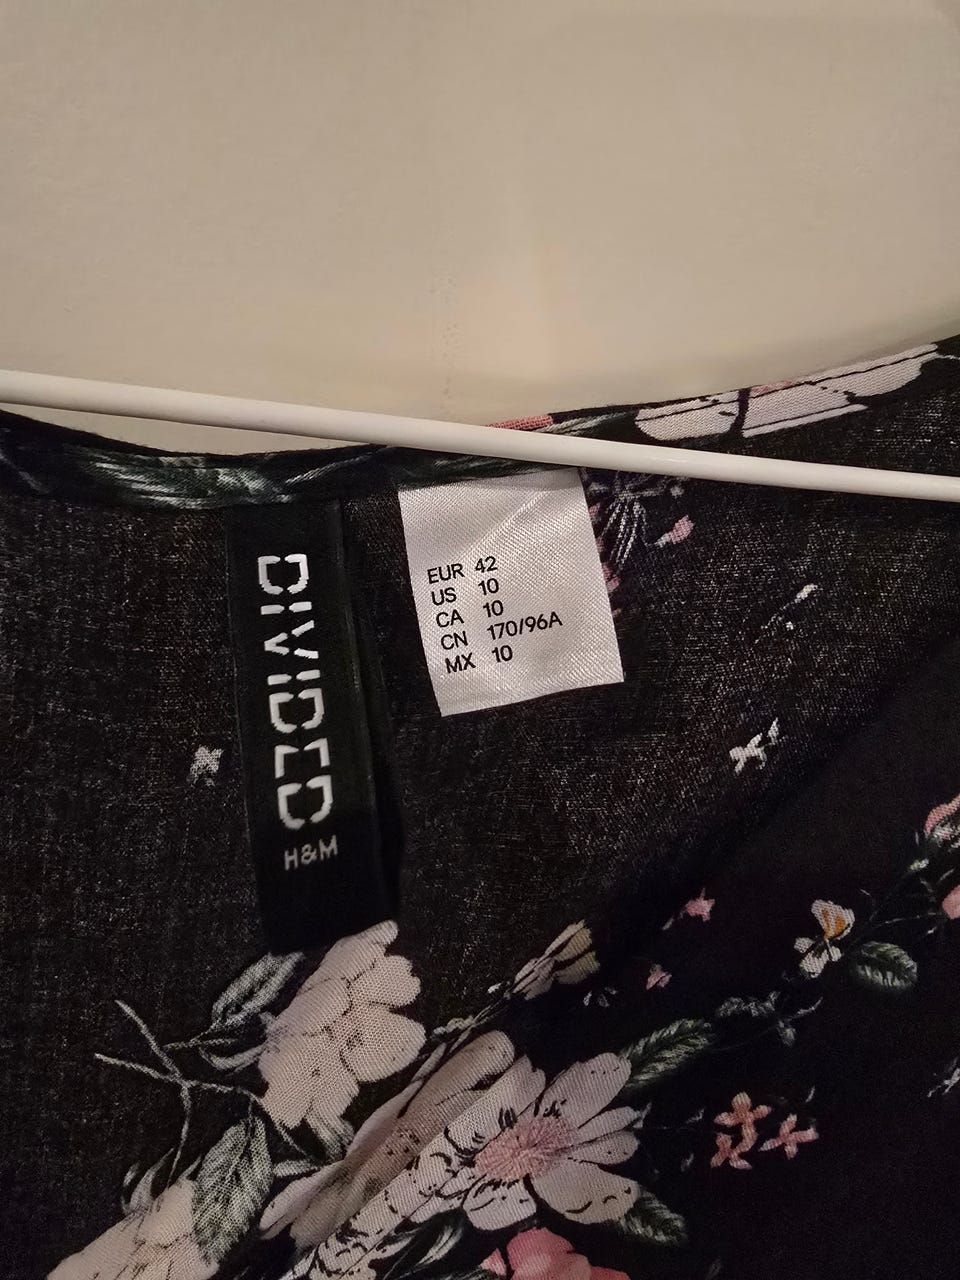 DIVIDED
H&M
EUR 42
US 10
CA 10
CN 170/96A
MX 10